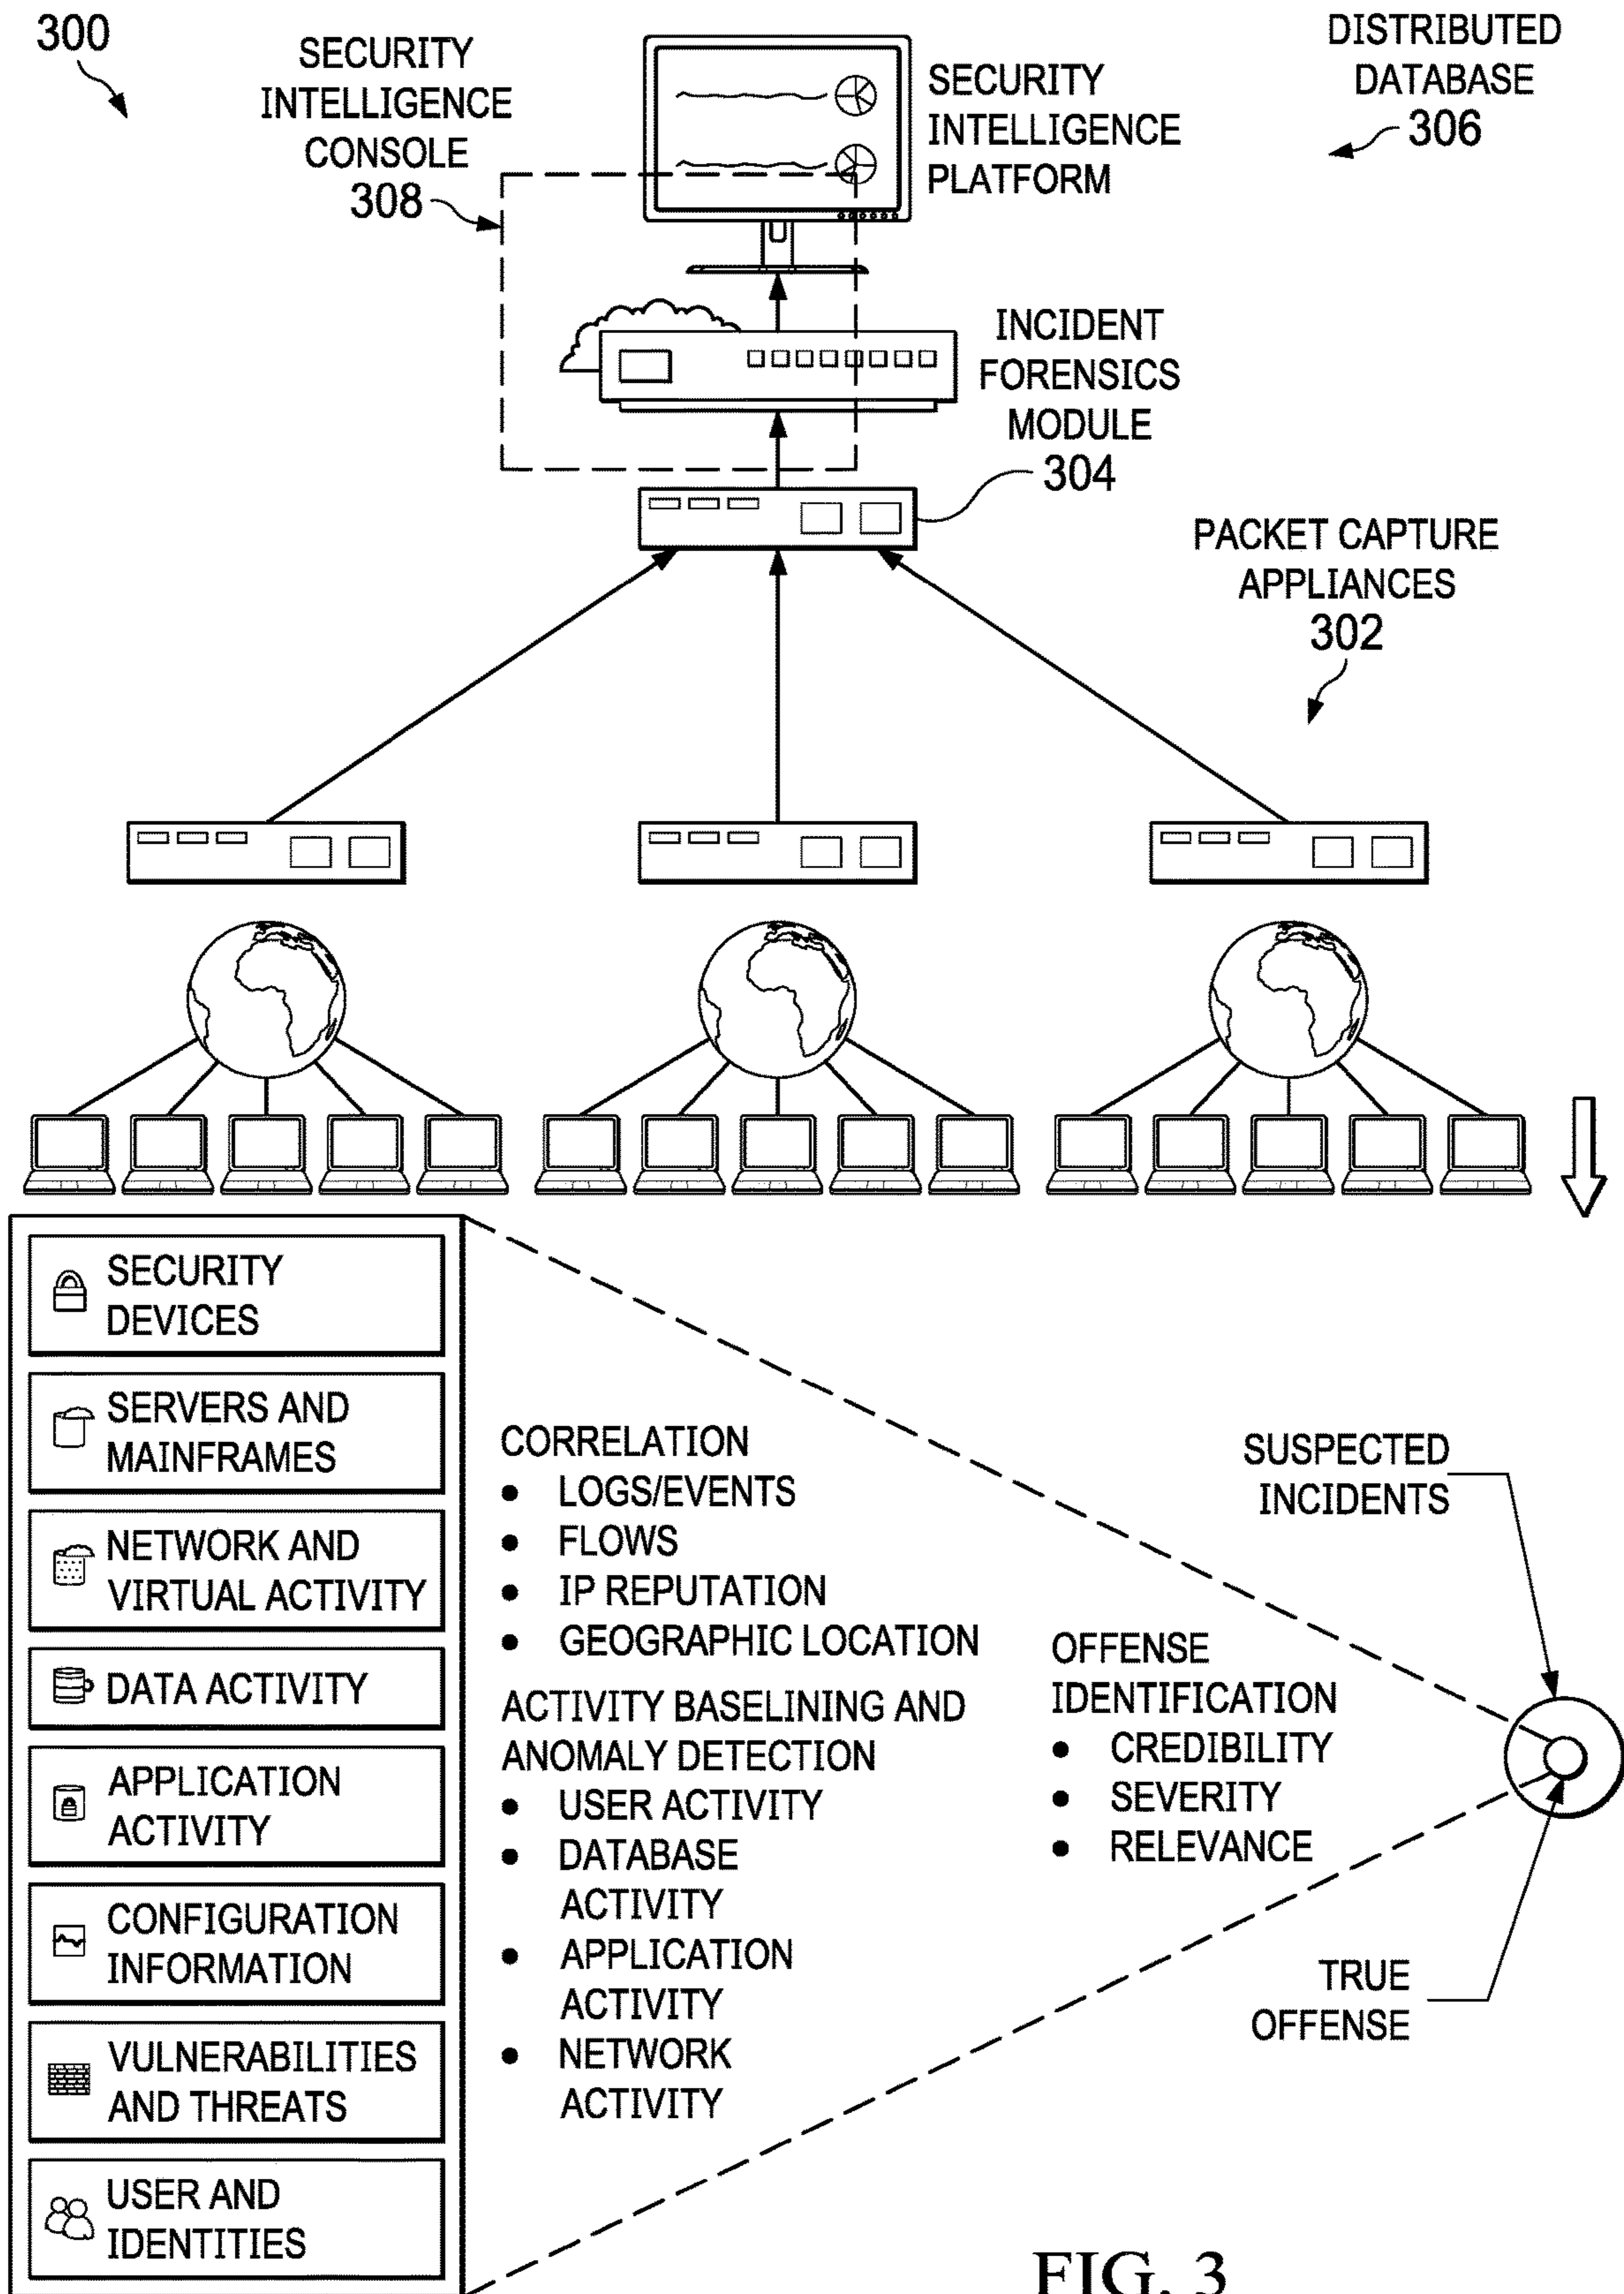 300
SECURITY
INTELLIGENCE
CONSOLE
308
SECURITY
INTELLIGENCE
PLATFORM
DISTRIBUTED
DATABASE
306
INCIDENT
FORENSICS
MODULE
304
PACKET CAPTURE
APPLIANCES
302
SECURITY
DEVICES
SERVERS AND
MAINFRAMES
NETWORK AND
VIRTUAL ACTIVITY
DATA ACTIVITY
APPLICATION
ACTIVITY
CONFIGURATION
INFORMATION
VULNERABILITIES
AND THREATS
USER AND
IDENTITIES
CORRELATION
• LOGS/EVENTS
• FLOWS
• IP REPUTATION
• GEOGRAPHIC LOCATION
ACTIVITY BASELINING AND
ANOMALY DETECTION
• USER ACTIVITY
• DATABASE
ACTIVITY
• APPLICATION
ACTIVITY
• NETWORK
ACTIVITY
OFFENSE
IDENTIFICATION
• CREDIBILITY
• SEVERITY
• RELEVANCE
SUSPECTED
INCIDENTS
TRUE
OFFENSE
FIG. 3